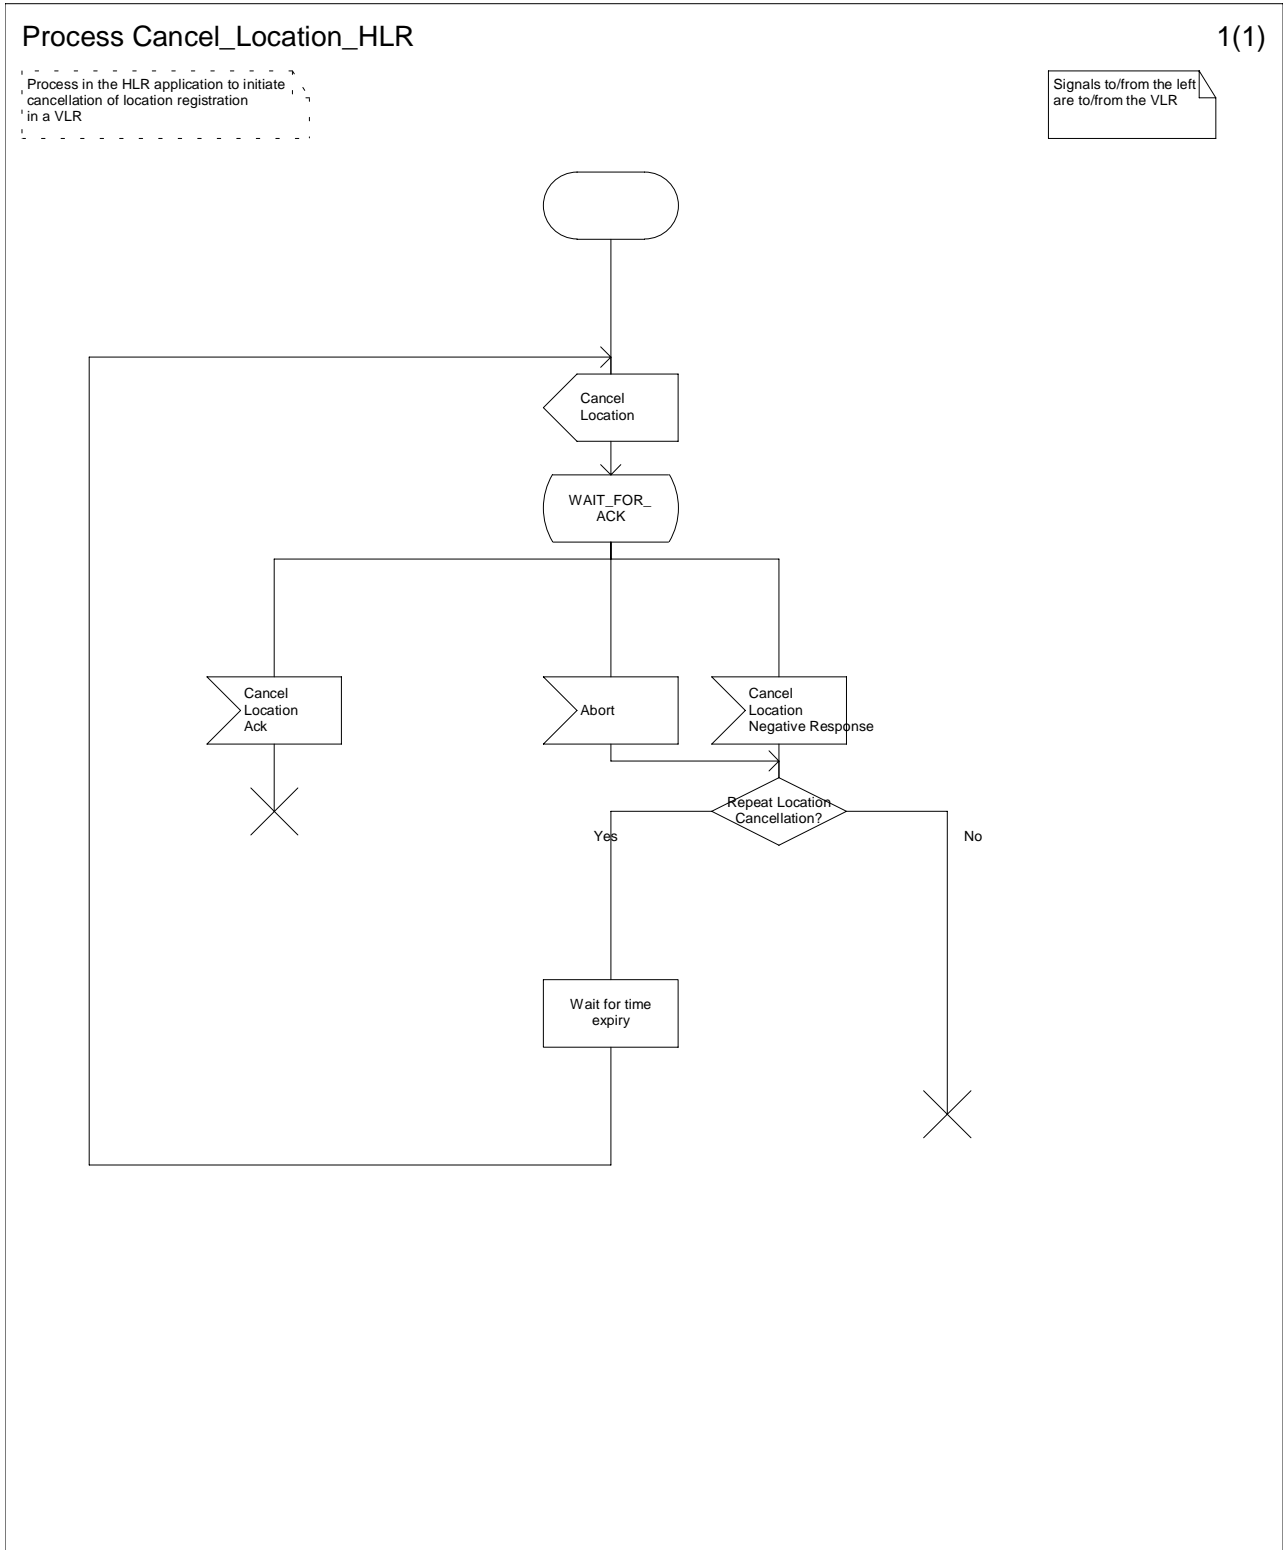 Process Cancel_Location_HLR
1(1)
Process in the HLR application to initiate
cancellation of location registration
in a VLR
Signals to/from the left
are to/from the VLR
Cancel
Location
WAIT_FOR_
ACK
Cancel
Location
Ack
Abort
Cancel
Location
Negative Response
Repeat Location
Cancellation?
Yes
No
Wait for time
expiry